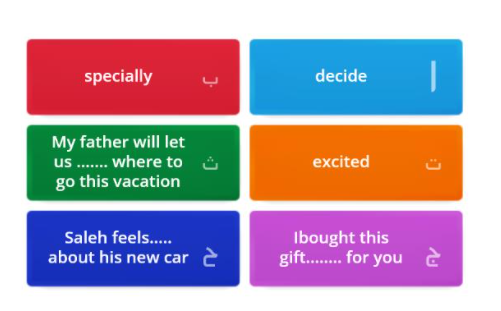 specially ب
decide أ
My father will let
us ....... where to ث
go this vacation
excited ت
Saleh feels.....
about his new car ح
Ibought this
gift........ for you ج